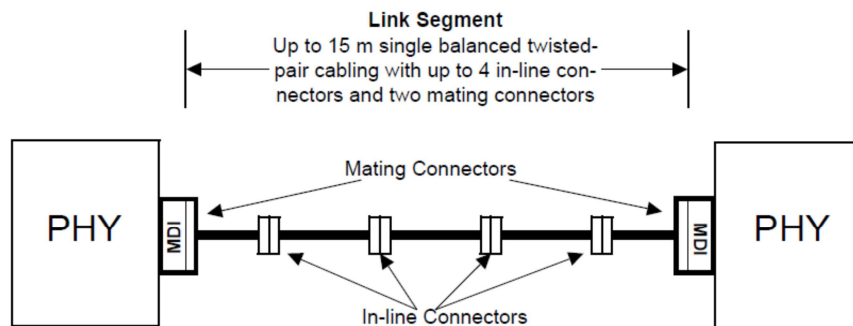 Link Segment
Up to 15 m single balanced twisted-
pair cabling with up to 4 in-line con-
nectors and two mating connectors
Mating Connectors
PHY
MDI
MDI
PHY
In-line Connectors